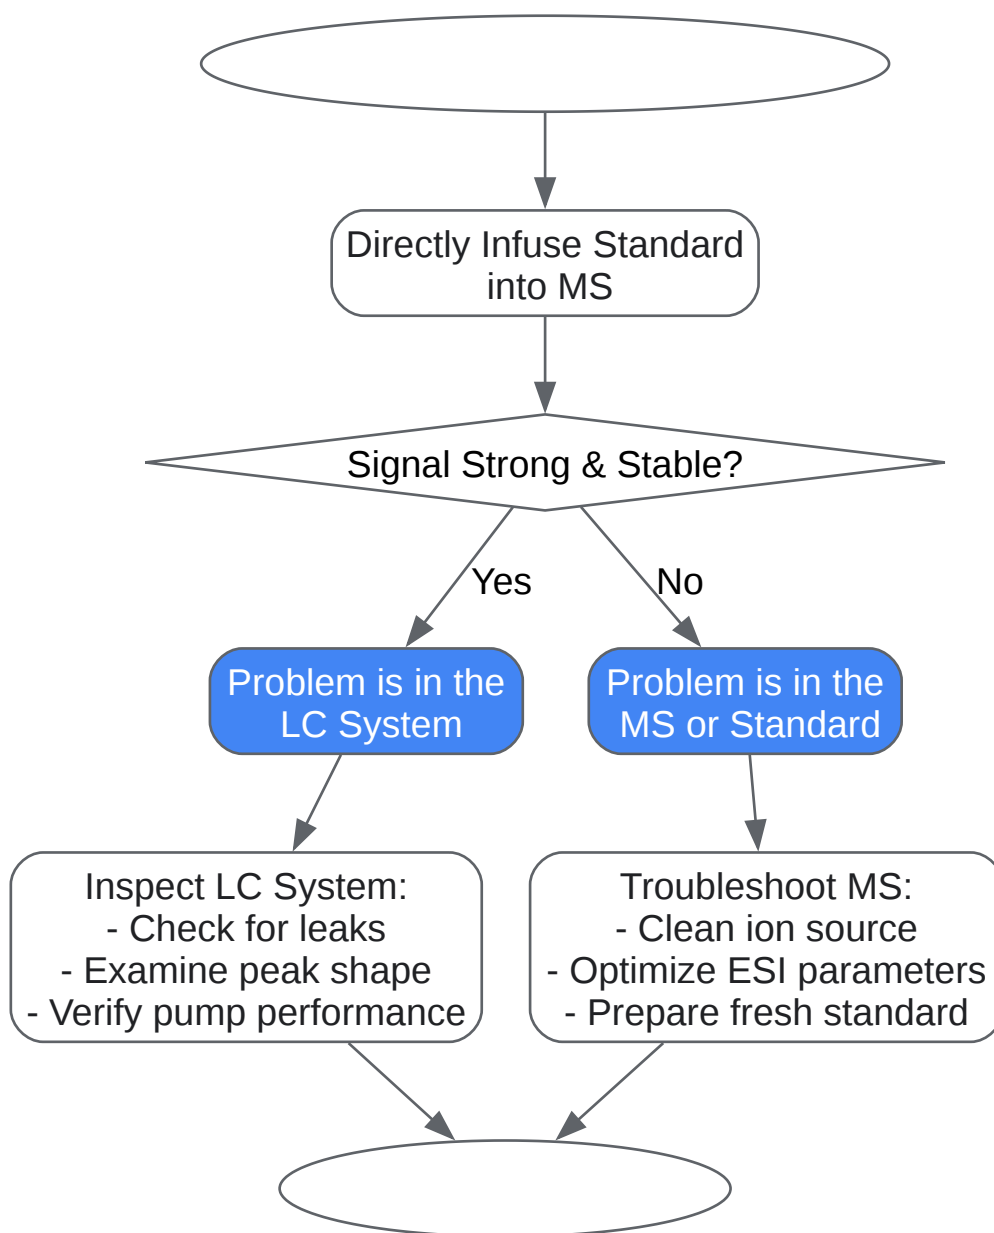 Directly Infuse Standard
into MS
Signal Strong & Stable?
Yes
No
Problem is in the
LC System
Problem is in the
MS or Standard
Inspect LC System:
- Check for leaks
- Examine peak shape
- Verify pump performance
Troubleshoot MS:
- Clean ion source
- Optimize ESI parameters
- Prepare fresh standard